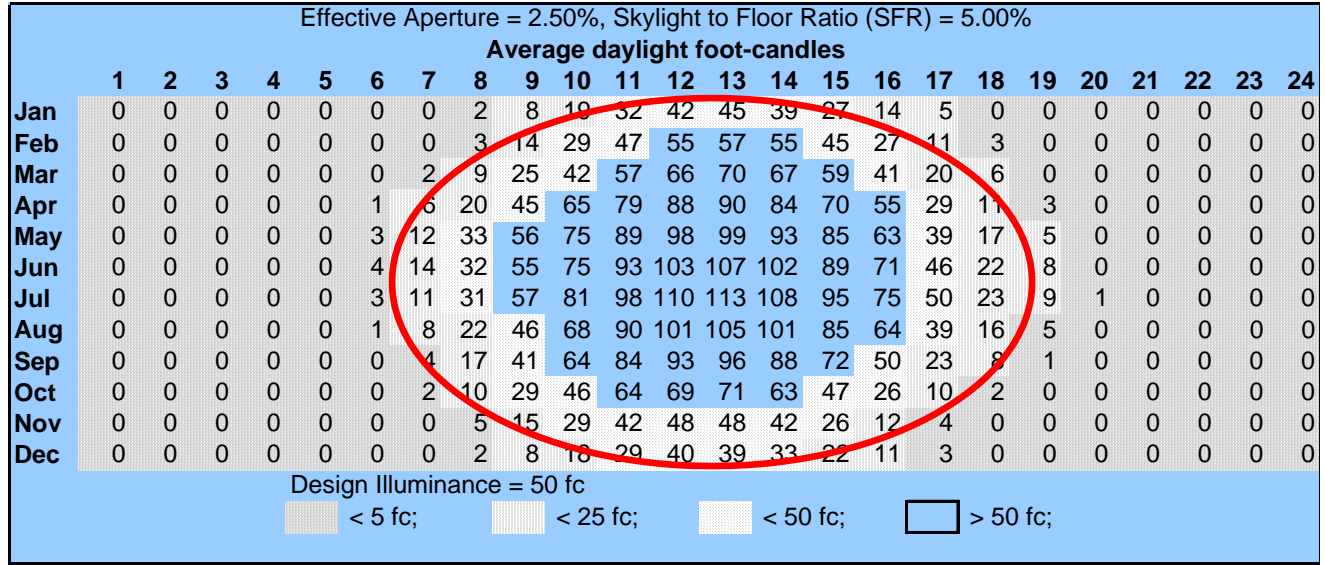 Effective Aperture = 2.50%, Skylight to Floor Ratio (SFR) = 5.00%
Average daylight foot-candles
1 2 3 4 5 6 7 8 9 10 11 12 13 14 15 16 17 18 19 20 21 22 23 24
Jan 0 0 0 0 0 0 0 2 8 19 32 42 45 39 27 14 5 0 0 0 0 0 0 0
Feb 0 0 0 0 0 0 0 3 14 29 47 55 57 55 45 27 11 3 0 0 0 0 0 0
Mar 0 0 0 0 0 0 2 9 25 42 57 66 70 67 59 41 20 6 0 0 0 0 0 0
Apr 0 0 0 0 0 1 6 20 45 65 79 88 90 84 70 55 29 11 3 0 0 0 0 0
May 0 0 0 0 0 3 12 33 56 75 89 98 99 93 85 63 39 17 5 0 0 0 0 0
Jun 0 0 0 0 0 4 14 32 55 75 93 103 107 102 89 71 46 22 8 0 0 0 0 0
Jul 0 0 0 0 0 3 11 31 57 81 98 110 113 108 95 75 50 23 9 1 0 0 0 0
Aug 0 0 0 0 0 1 8 22 46 68 90 101 105 101 85 64 39 16 5 0 0 0 0 0
Sep 0 0 0 0 0 0 4 17 41 64 84 93 96 88 72 50 23 8 1 0 0 0 0 0
Oct 0 0 0 0 0 0 2 10 29 46 64 69 71 63 47 26 10 2 0 0 0 0 0 0
Nov 0 0 0 0 0 0 0 5 15 29 42 48 48 42 26 12 4 0 0 0 0 0 0 0
Dec 0 0 0 0 0 0 0 2 8 18 29 40 39 33 22 11 3 0 0 0 0 0 0 0
Design Illuminance = 50 fc
< 5 fc; < 25 fc; < 50 fc; > 50 fc;